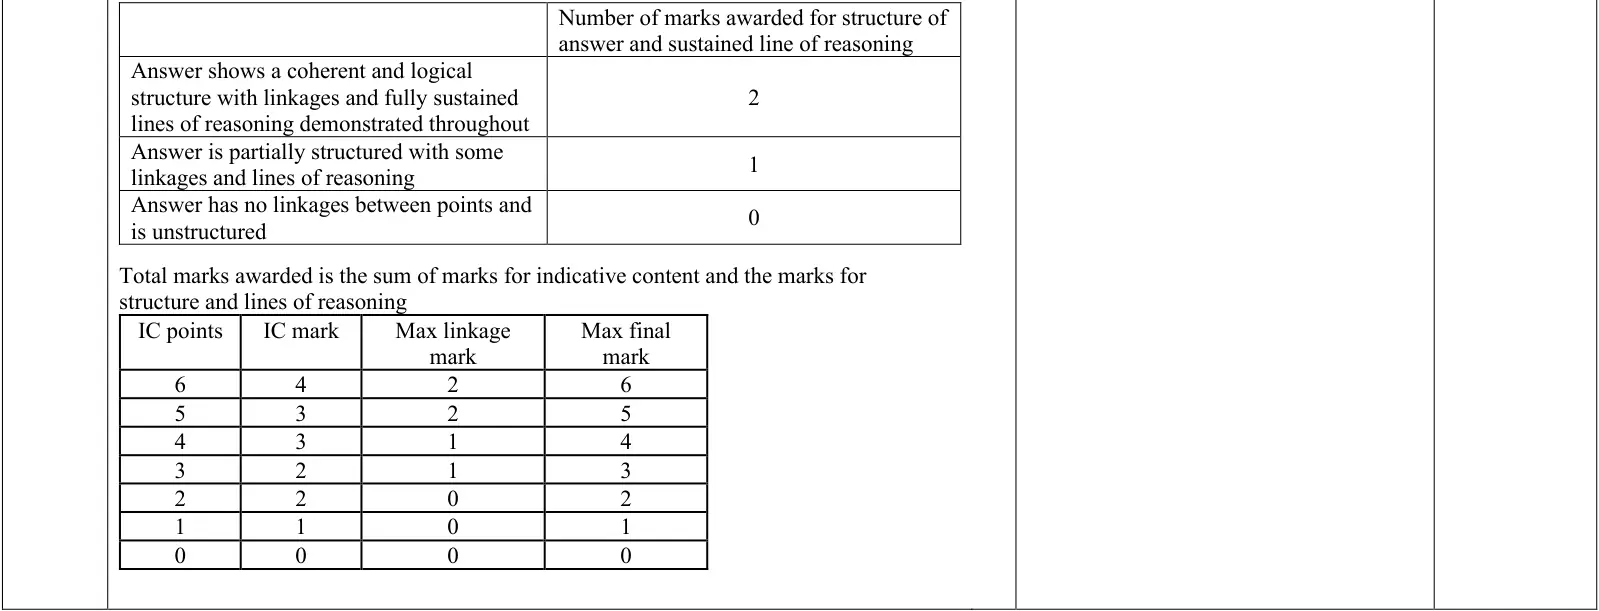 Number of marks awarded for structure of
answer and sustained line of reasoning
Answer shows a coherent and logical
structure with linkages and fully sustained
lines of reasoning demonstrated throughout
2
Answer is partially structured with some
linkages and lines of reasoning
1
Answer has no linkages between points and
is unstructured
0
Total marks awarded is the sum of marks for indicative content and the marks for
structure and lines of reasoning
IC points IC mark Max linkage mark Max final mark
6 4 2 6
5 3 2 5
4 3 1 4
3 2 1 3
2 2 0 2
1 1 0 1
0 0 0 0